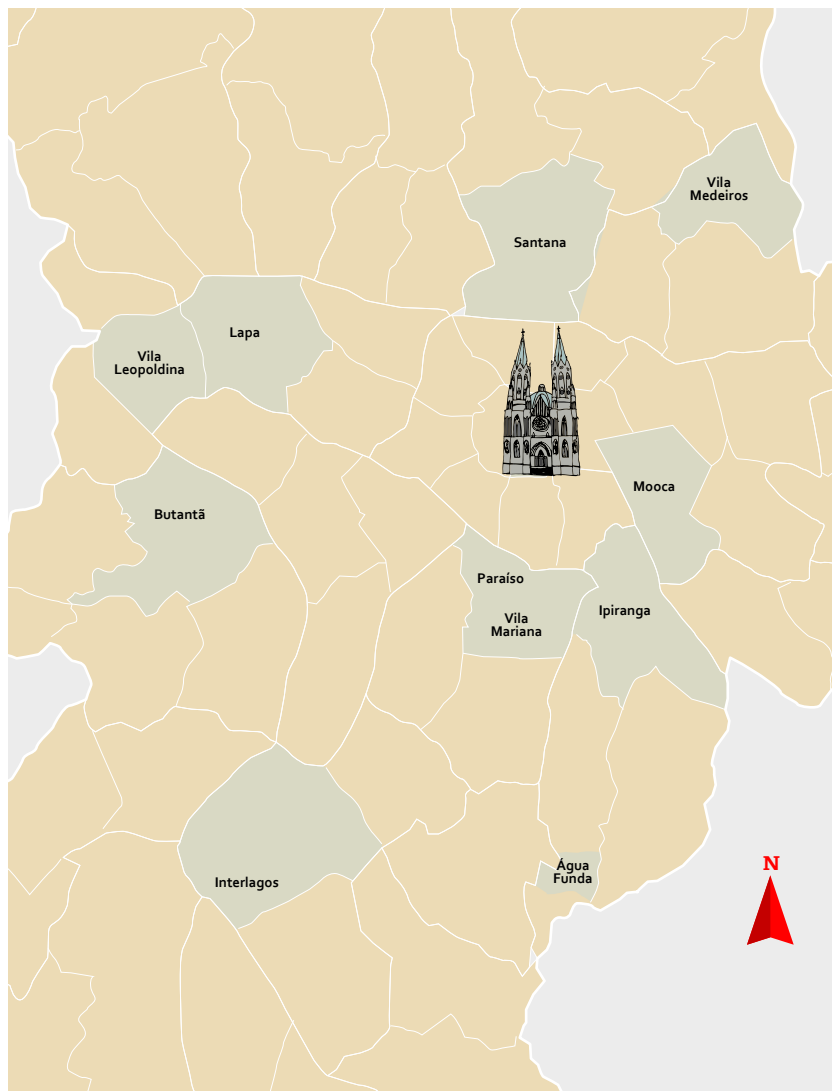 Vila
Medeiros
Santana
Lapa
Vila
Leopoldina
Mooca
Butantã
Paraíso
Ipiranga
Vila
Mariana
Água
Funda
Interlagos
N